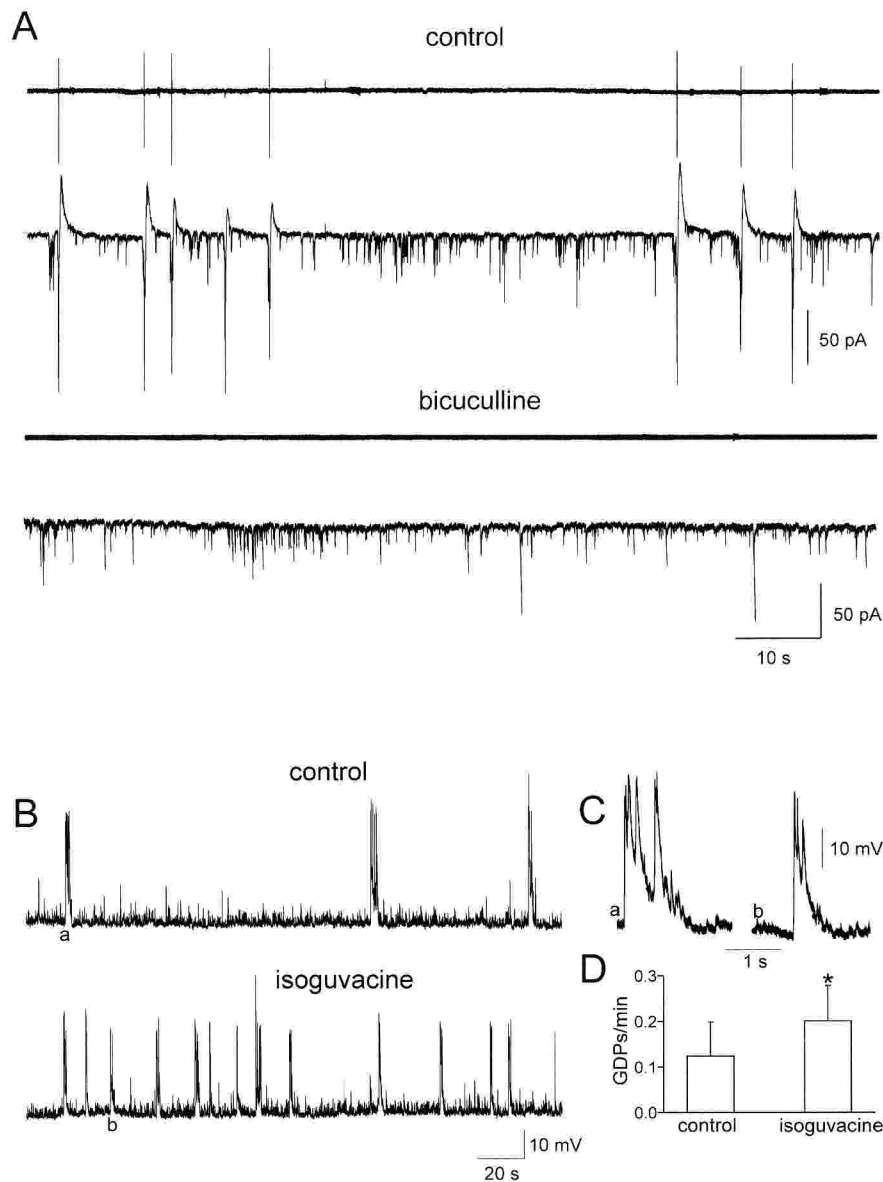 A
control
50 pA
bicuculline
50 pA
10 s
B
control
a
isoguvacine
b
10 mV
20 s
C
10 mV
a
b
1 s
D
GDPs/min
0.3
0.2
0.1
0.0
*
control
isoguvacine